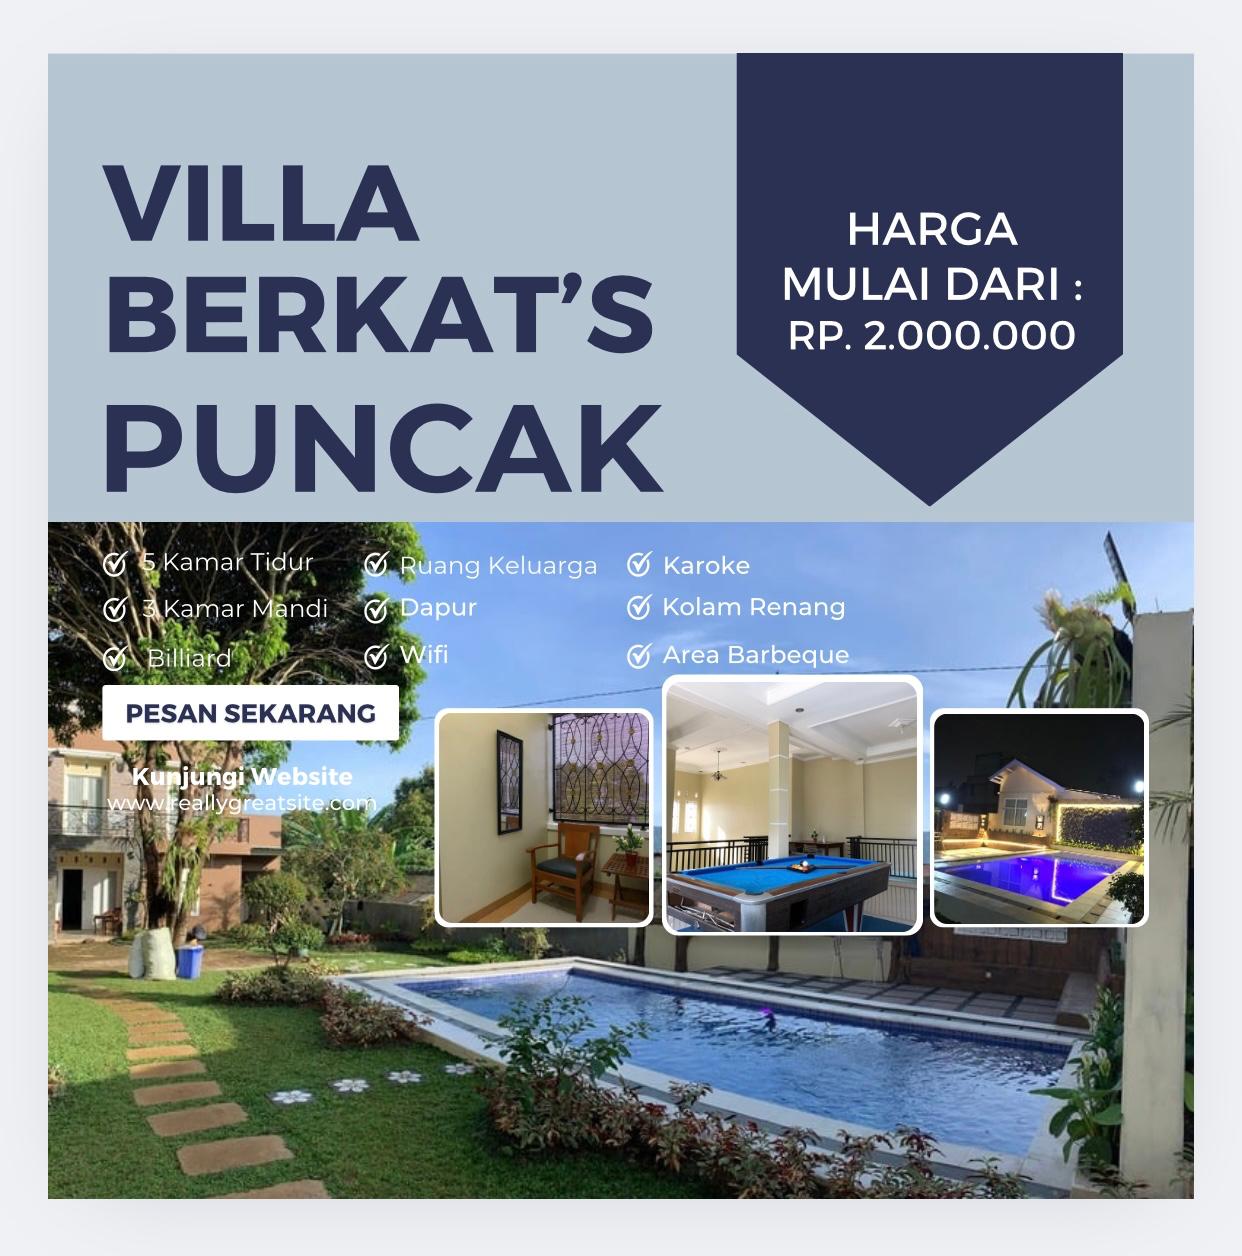 VILLA
BERKAT’S
PUNCAK
HARGA
MULAI DARI :
RP. 2.000.000
5 Kamar Tidur
3 Kamar Mandi
Billiard
Ruang Keluarga
Dapur
Wifi
Karoke
Kolam Renang
Area Barbeque
PESAN SEKARANG
Kunjungi Website
www.reallygreatsite.com